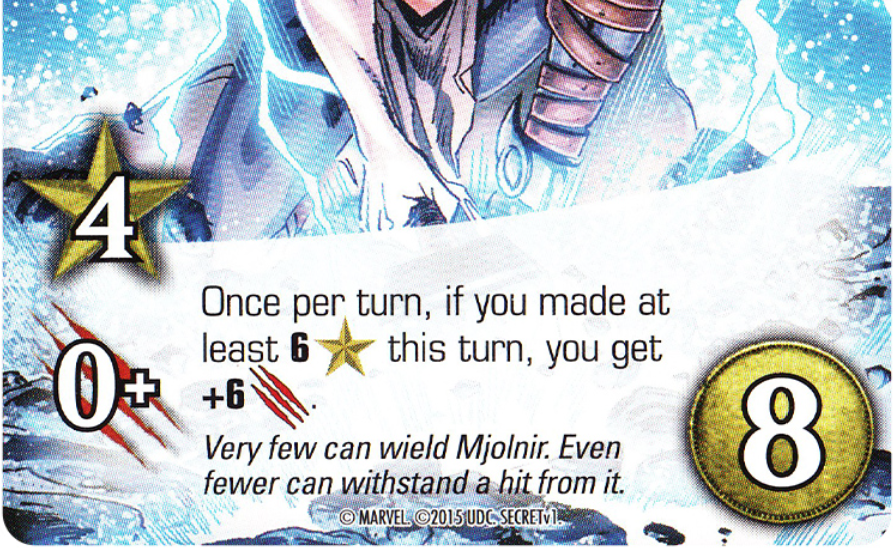 4
Once per turn, if you made at
least 6 this turn, you get
0+
+6 .
Very few can wield Mjolnir. Even
fewer can withstand a hit from it.
8
© MARVEL. ©2015 UDC. SECRETv1.